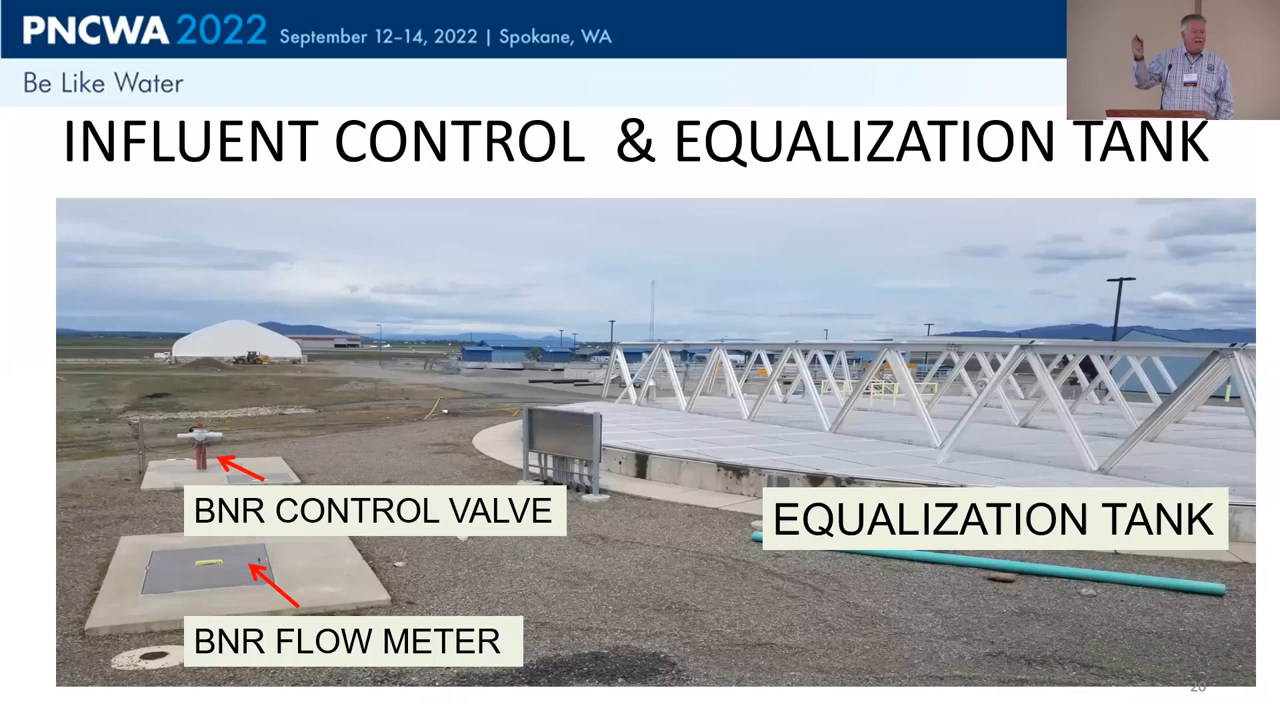 PNCWA 2022 September 12–14, 2022 | Spokane, WA
Be Like Water
INFLUENT CONTROL & EQUALIZATION TANK
BNR CONTROL VALVE
EQUALIZATION TANK
BNR FLOW METER
20